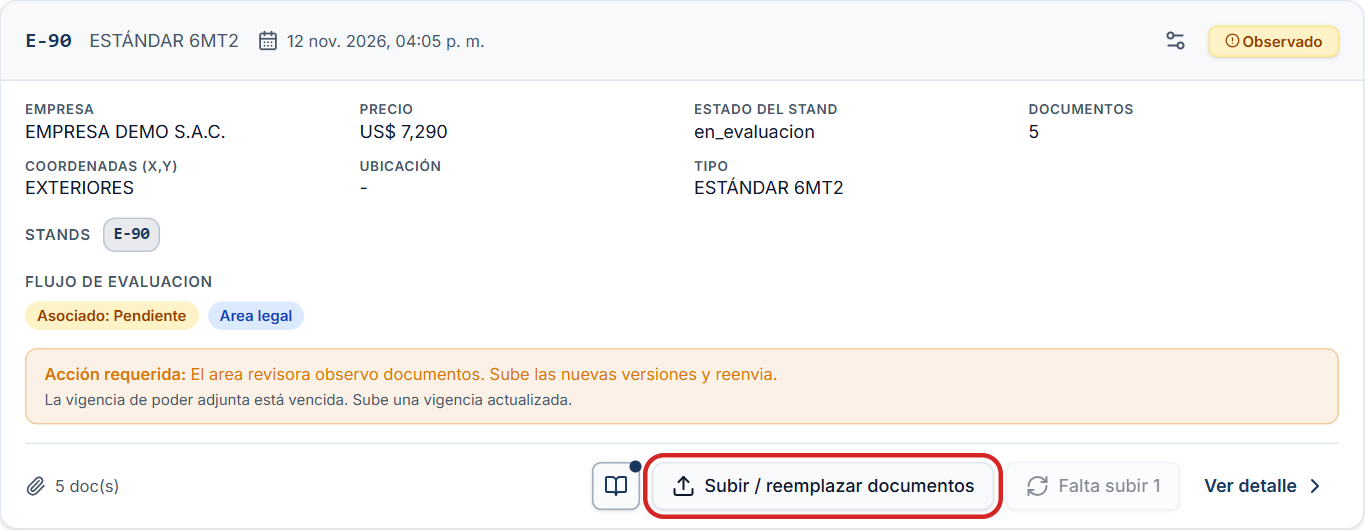 E-90 ESTÁNDAR 6MT2 12 nov. 2026, 04:05 p. m. Observado
EMPRESA PRECIO ESTADO DEL STAND DOCUMENTOS
EMPRESA DEMO S.A.C. US$ 7,290 en_evaluacion 5
COORDENADAS (X,Y) UBICACIÓN TIPO
EXTERIORES - ESTÁNDAR 6MT2
STANDS E-90
FLUJO DE EVALUACION
Asociado: Pendiente Area legal
Acción requerida: El area revisora observo documentos. Sube las nuevas versiones y reenvia.
La vigencia de poder adjunta está vencida. Sube una vigencia actualizada.
5 doc(s) Subir / reemplazar documentos Falta subir 1 Ver detalle